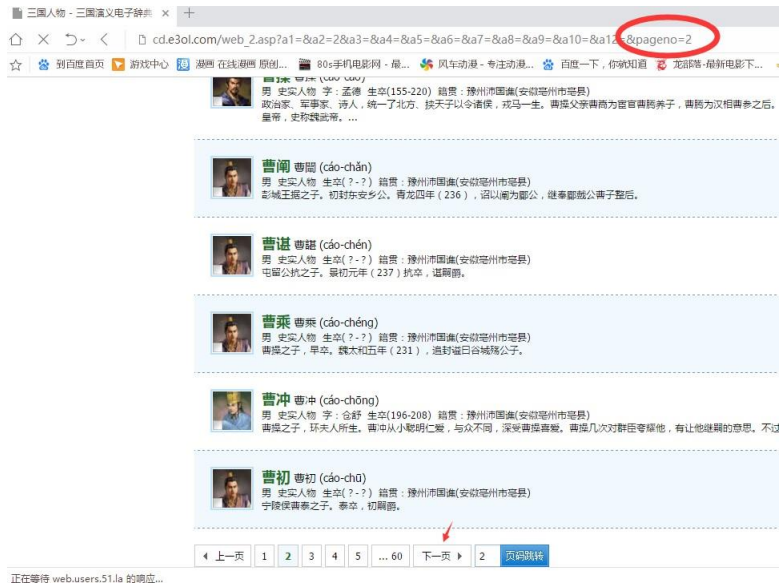 三国人物 - 三国演义电子辞典 × +
cd.e3ol.com/web_2.asp?a1=&a2=2&a3=&a4=&a5=&a6=&a7=&a8=&a9=&a10=&a12=&pageno=2
到百度首页 游戏中心 漫画 在线漫画 原创... 80s手机电影网 - 最... 风车动漫 - 专注动漫... 百度一下，你就知道 龙部落-最新电影下...
曹操 曹操 (cáo-cāo)
男 史实人物 字：孟德 生卒(155-220) 籍贯：豫州沛国谯(安徽亳州市亳县)
政治家、军事家、诗人，统一了北方、挟天子以令诸侯，戎马一生。曹操父亲曹嵩为宦官曹腾养子，曹腾为汉相曹参之后。
皇帝，史称魏武帝。...
曹阐 曹闡 (cáo-chǎn)
男 史实人物 生卒(?-?) 籍贯：豫州沛国谯(安徽亳州市亳县)
彭城王据之子。初封东安乡公。青龙四年（236），诏以阐为郿公，继奉郿戴公曹子整后。
曹谌 曹諶 (cáo-chén)
男 史实人物 生卒(?-?) 籍贯：豫州沛国谯(安徽亳州市亳县)
屯留公抗之子。景初元年（237）抗卒，谌嗣爵。
曹乘 曹乘 (cáo-chéng)
男 史实人物 生卒(?-?) 籍贯：豫州沛国谯(安徽亳州市亳县)
曹操之子，早卒。魏太和五年（231），追封谥曰谷城殇公子。
曹冲 曹冲 (cáo-chōng)
男 史实人物 字：仓舒 生卒(196-208) 籍贯：豫州沛国谯(安徽亳州市亳县)
曹操之子，环夫人所生。曹冲从小聪明仁爱，与众不同，深受曹操喜爱。曹操几次对群臣夸耀他，有让他继嗣的意思。不过
曹初 曹初 (cáo-chū)
男 史实人物 生卒(?-?) 籍贯：豫州沛国谯(安徽亳州市亳县)
宁陵侯曹泰之子。泰卒，初嗣爵。
上一页 1 2 3 4 5 ... 60 下一页 2 页码跳转
正在等待 web.users.51.la 的响应...